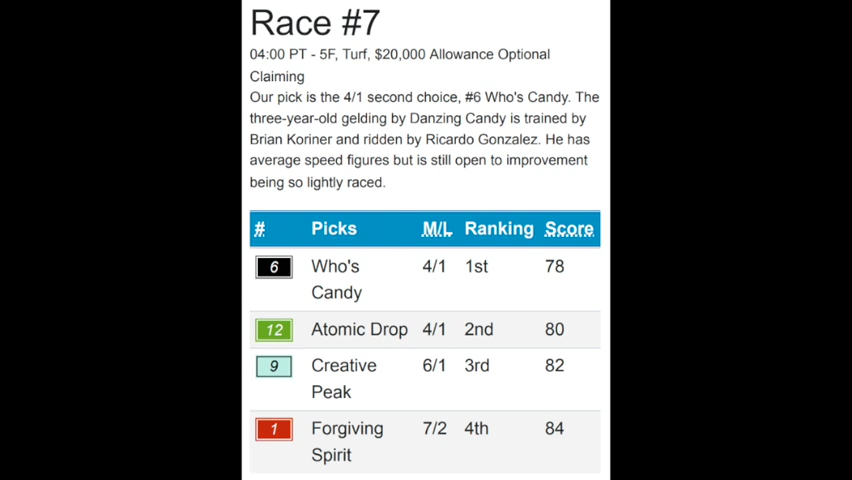 Race #7
04:00 PT - 5F, Turf, $20,000 Allowance Optional
Claiming
Our pick is the 4/1 second choice, #6 Who's Candy. The
three-year-old gelding by Danzing Candy is trained by
Brian Koriner and ridden by Ricardo Gonzalez. He has
average speed figures but is still open to improvement
being so lightly raced.
# Picks M/L Ranking Score
6 Who's 4/1 1st 78
Candy
12 Atomic Drop 4/1 2nd 80
9 Creative 6/1 3rd 82
Peak
1 Forgiving 7/2 4th 84
Spirit